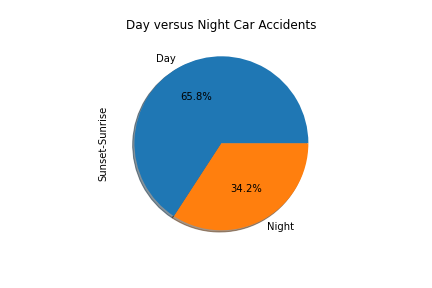 Day versus Night Car Accidents
Day
65.8%
Sunset-Sunrise
34.2%
Night